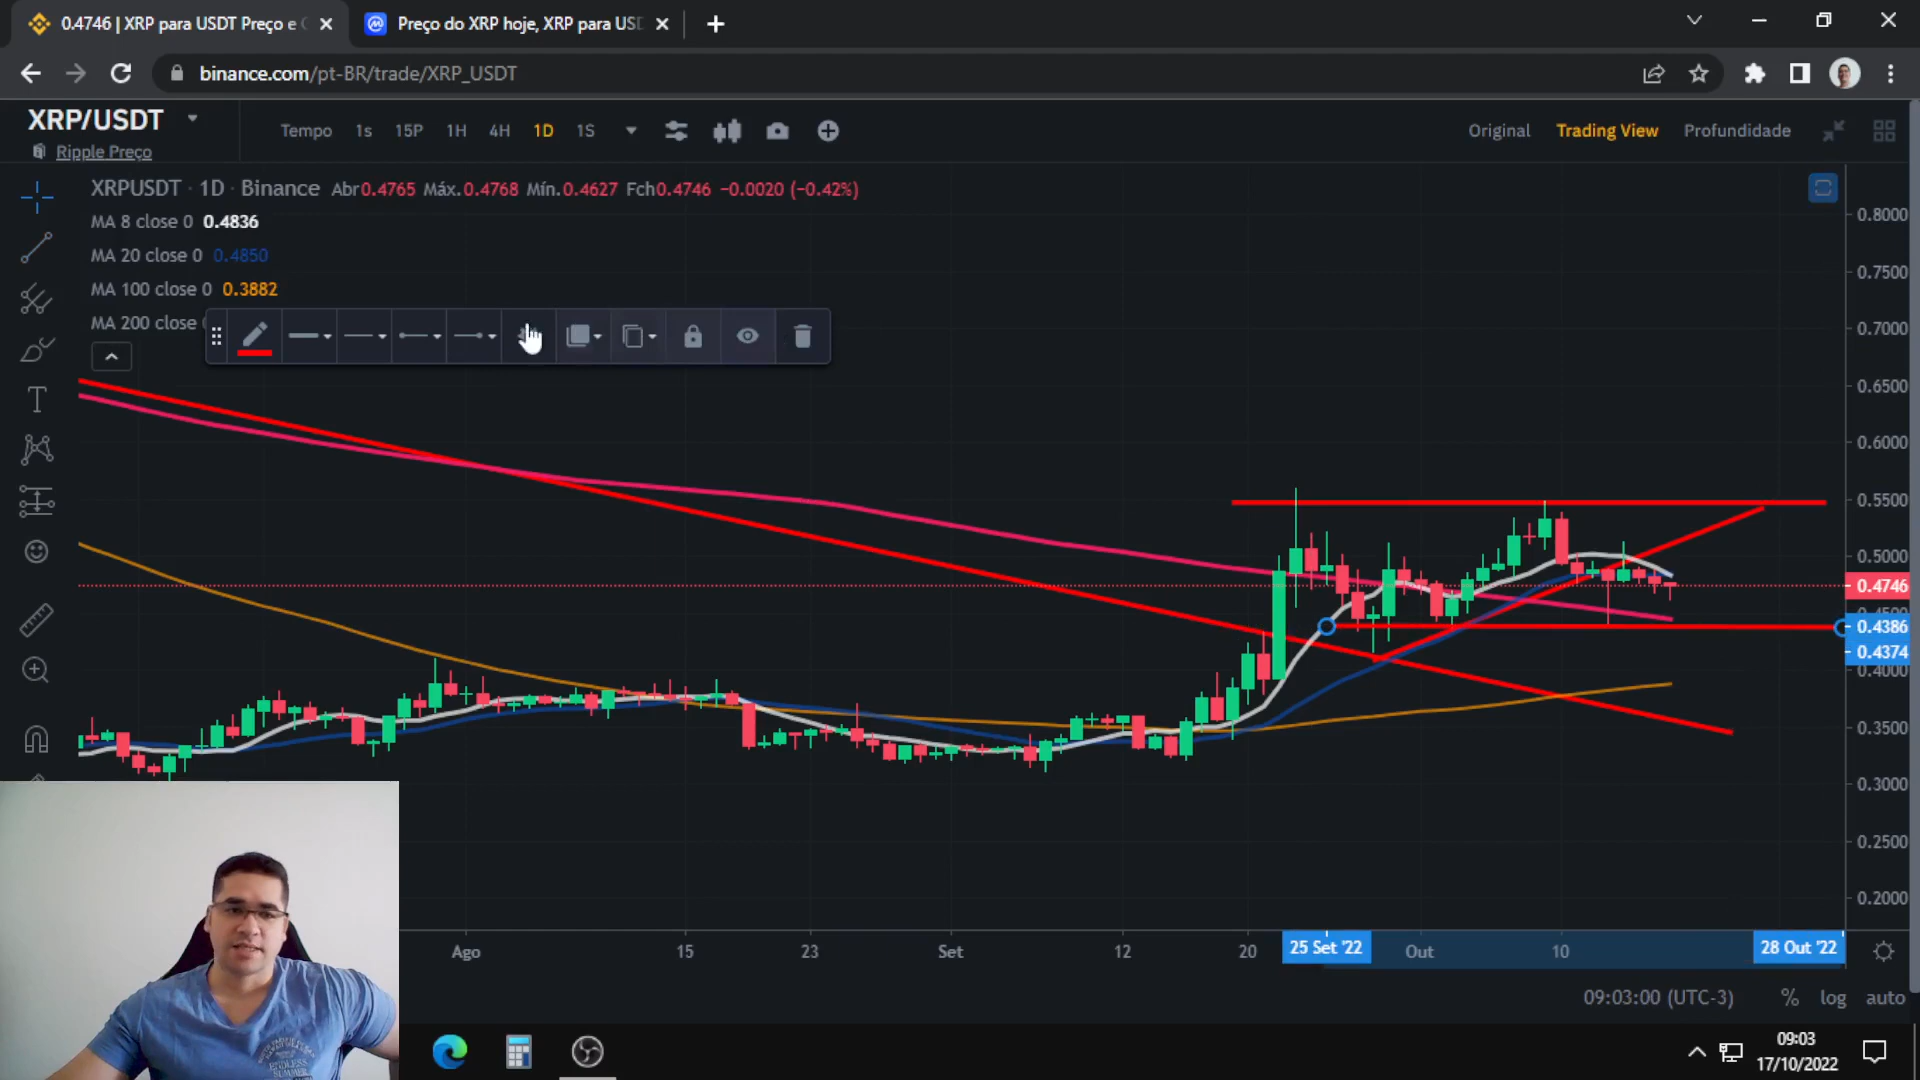 0.4746 | XRP para USDT Preço e
Preço do XRP hoje, XRP para USD
binance.com/pt-BR/trade/XRP_USDT
XRP/USDT
Ripple Preço
Tempo 1s 15P 1H 4H 1D 1S
Original Trading View Profundidade
XRPUSDT · 1D · Binance Abr0.4765 Máx.0.4768 Mín.0.4627 Fch0.4746 −0.0020 (−0.42%)
MA 8 close 0 0.4836
MA 20 close 0 0.4850
MA 100 close 0 0.3882
MA 200 close
0.8000
0.7500
0.7000
0.6500
0.6000
0.5500
0.5000
0.4746
0.4500
0.4386
0.4374
0.4000
0.3500
0.3000
0.2500
0.2000
Ago 15 23 Set 12 20 25 Set '22 Out 10 28 Out '22
09:03:00 (UTC-3) % log auto
ENDLESS
SUMMER
09:03
17/10/2022